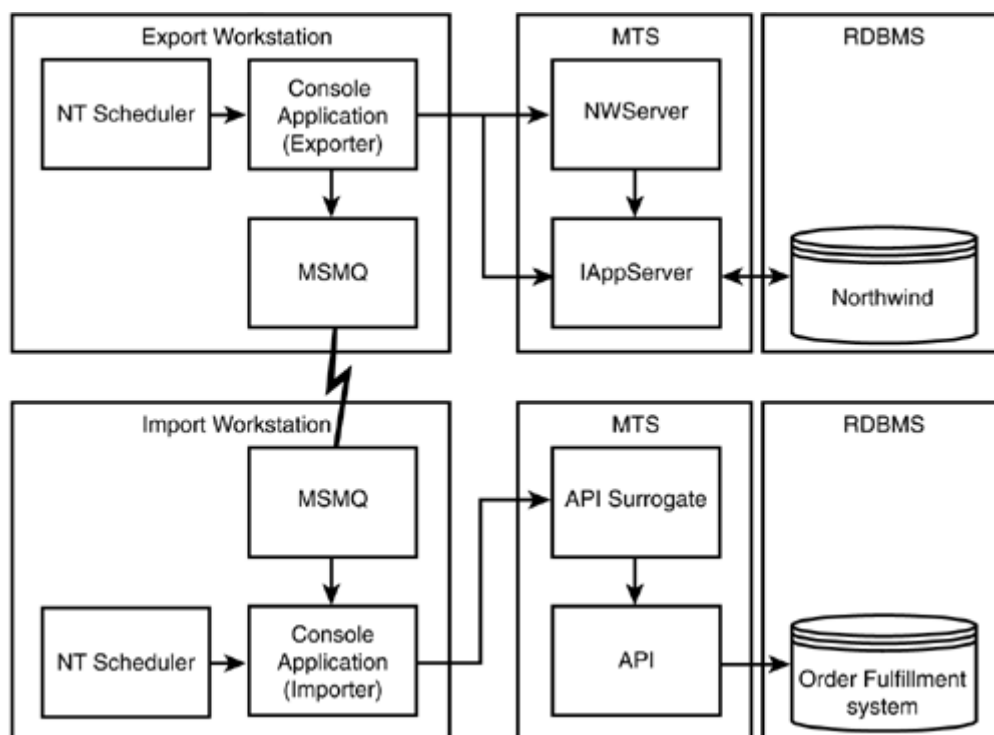 Export Workstation
MTS
RDBMS
NT Scheduler
Console
Application
(Exporter)
NWServer
MSMQ
IAppServer
Northwind
Import Workstation
MTS
RDBMS
MSMQ
API Surrogate
NT Scheduler
Console
Application
(Importer)
API
Order Fulfillment
system